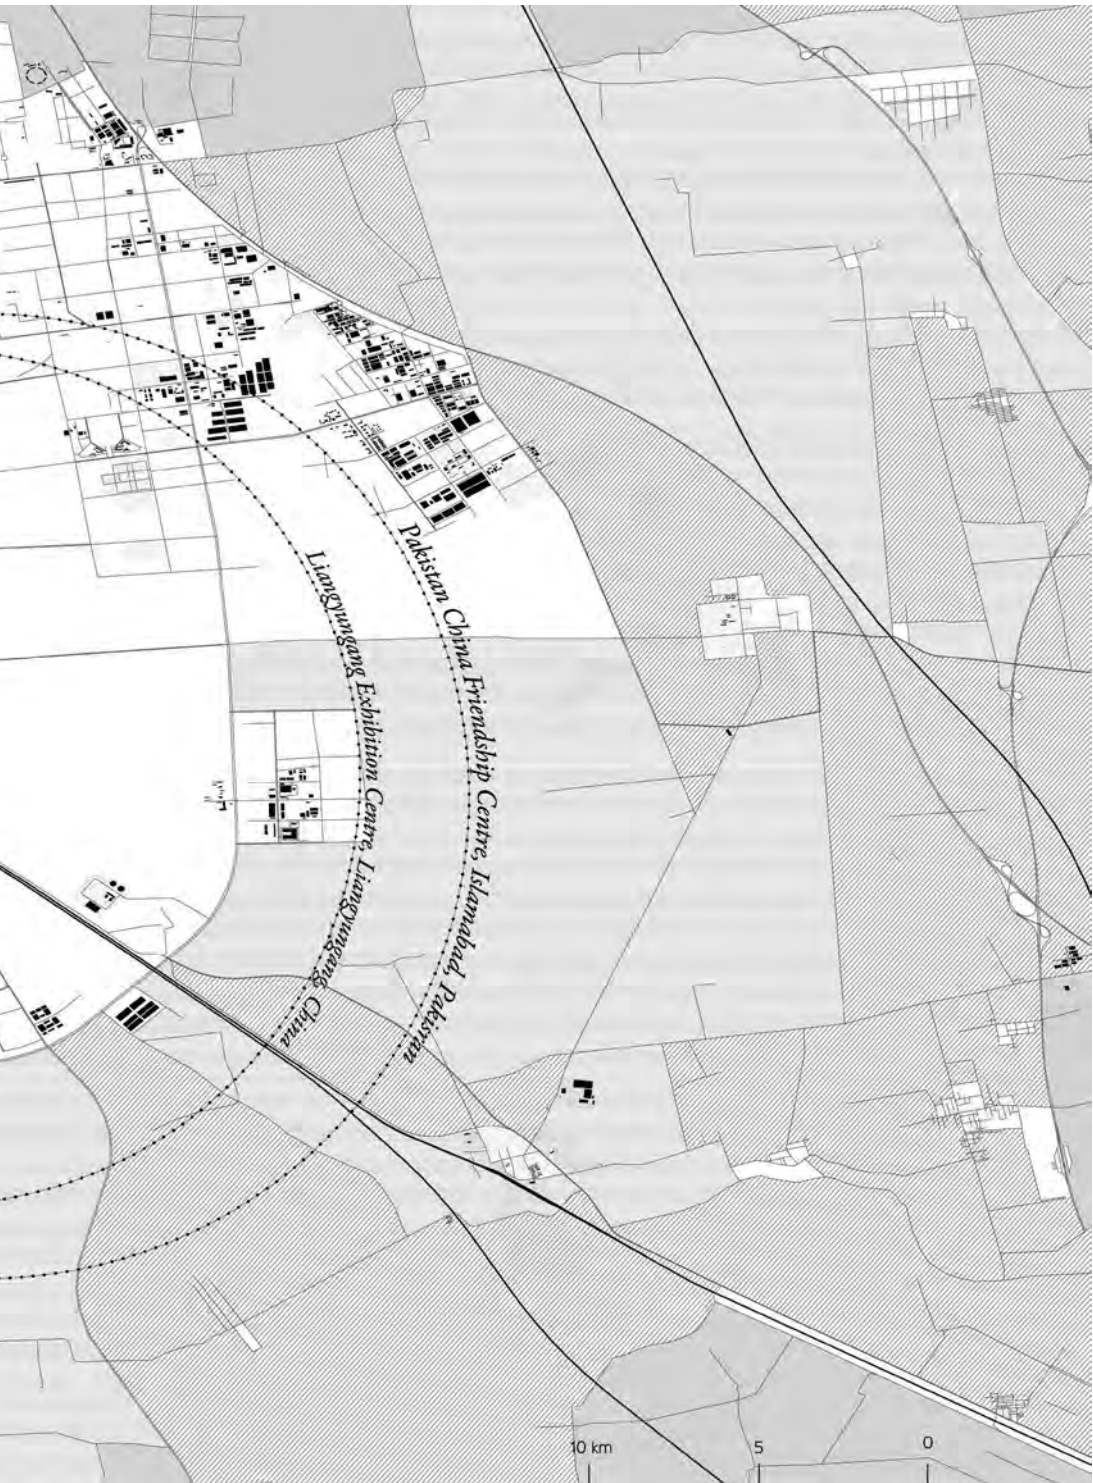 Pakistan China Friendship Centre, Islamabad, Pakistan
Liangyungang Exhibition Centre, Liangyungang, China
10 km 5 0